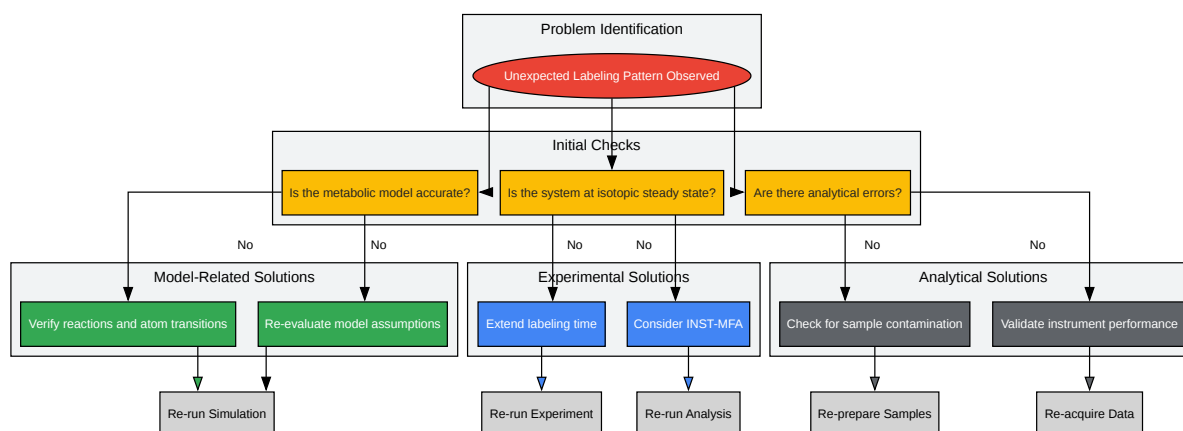 Problem Identification
Unexpected Labeling Pattern Observed
Initial Checks
Is the metabolic model accurate?
Is the system at isotopic steady state?
Are there analytical errors?
No
No
No
No
No
No
Model-Related Solutions
Experimental Solutions
Analytical Solutions
Verify reactions and atom transitions
Re-evaluate model assumptions
Extend labeling time
Consider INST-MFA
Check for sample contamination
Validate instrument performance
Re-run Simulation
Re-run Experiment
Re-run Analysis
Re-prepare Samples
Re-acquire Data